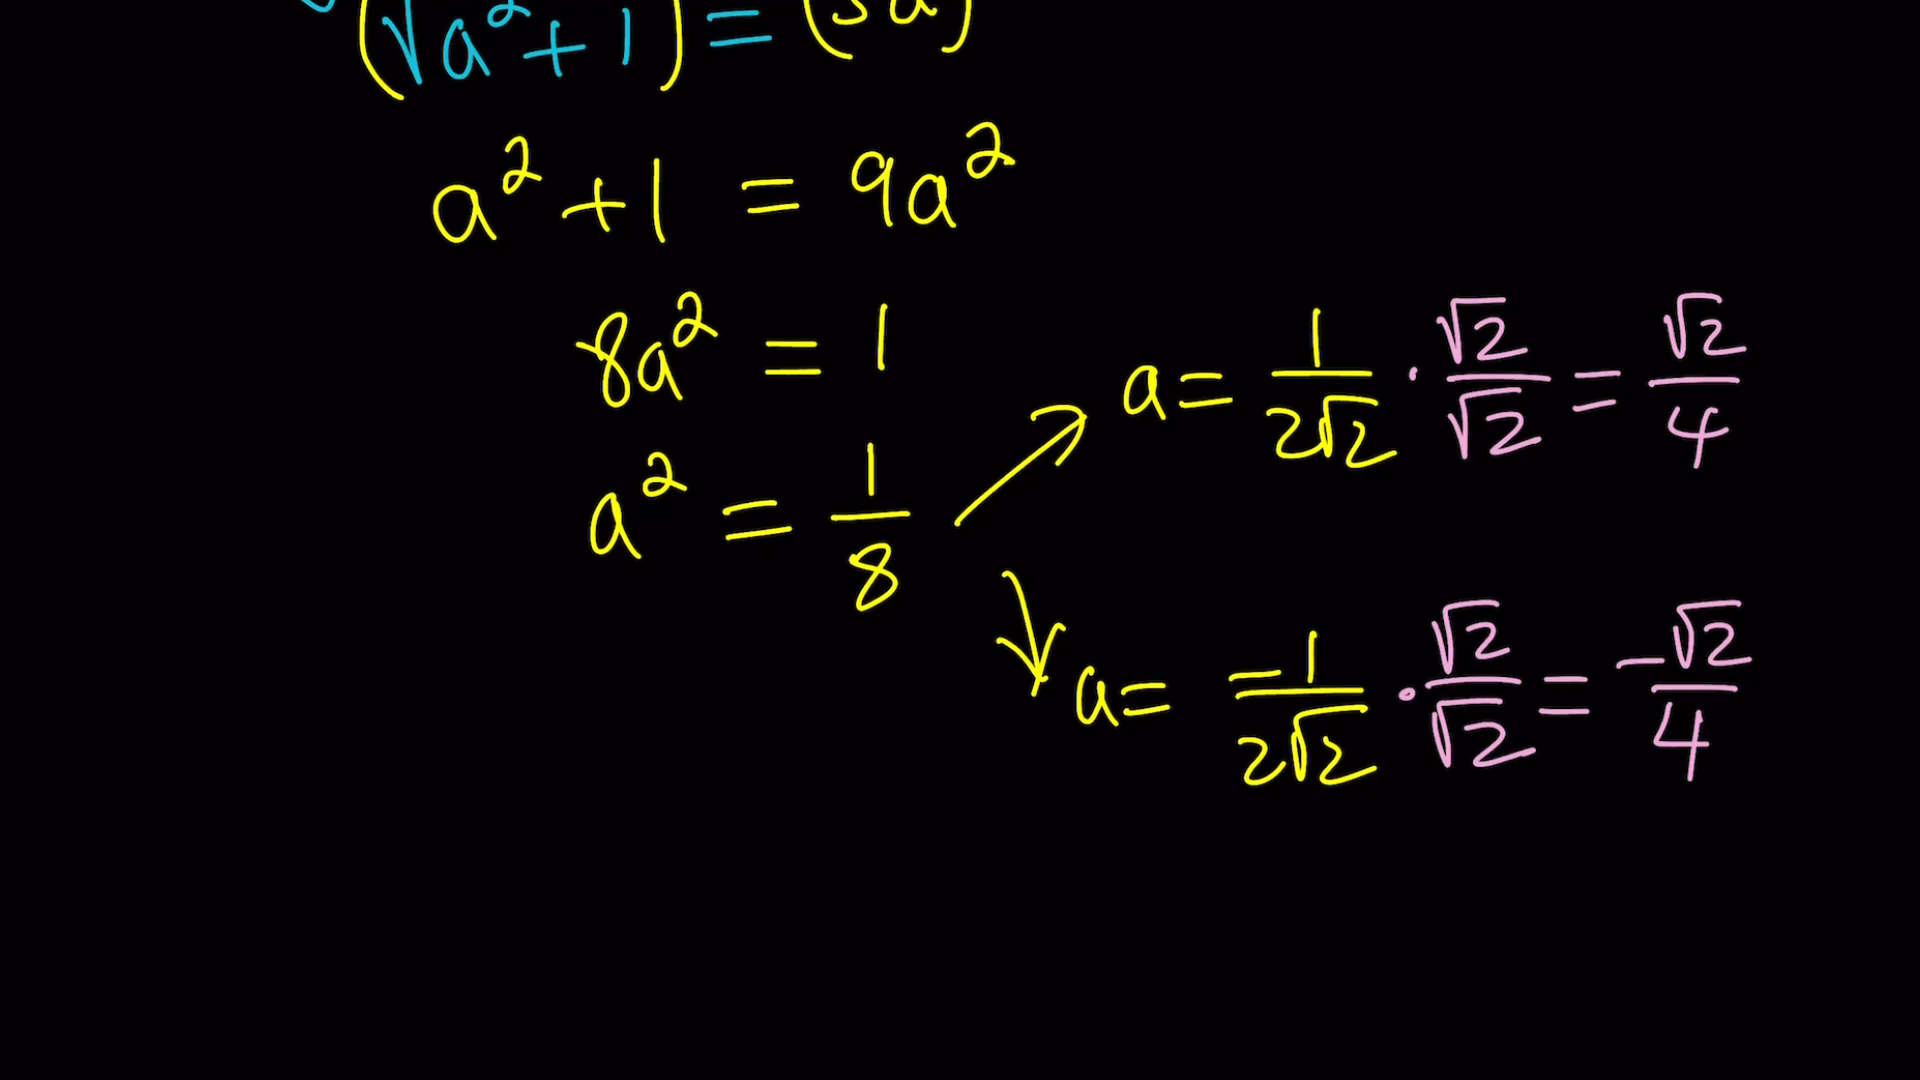 (√a²+1) = (3a)
a² + 1 = 9a²
8a² = 1
a = 1/2√2 · √2/√2 = √2/4
a² = 1/8
a = -1/2√2 · √2/√2 = -√2/4